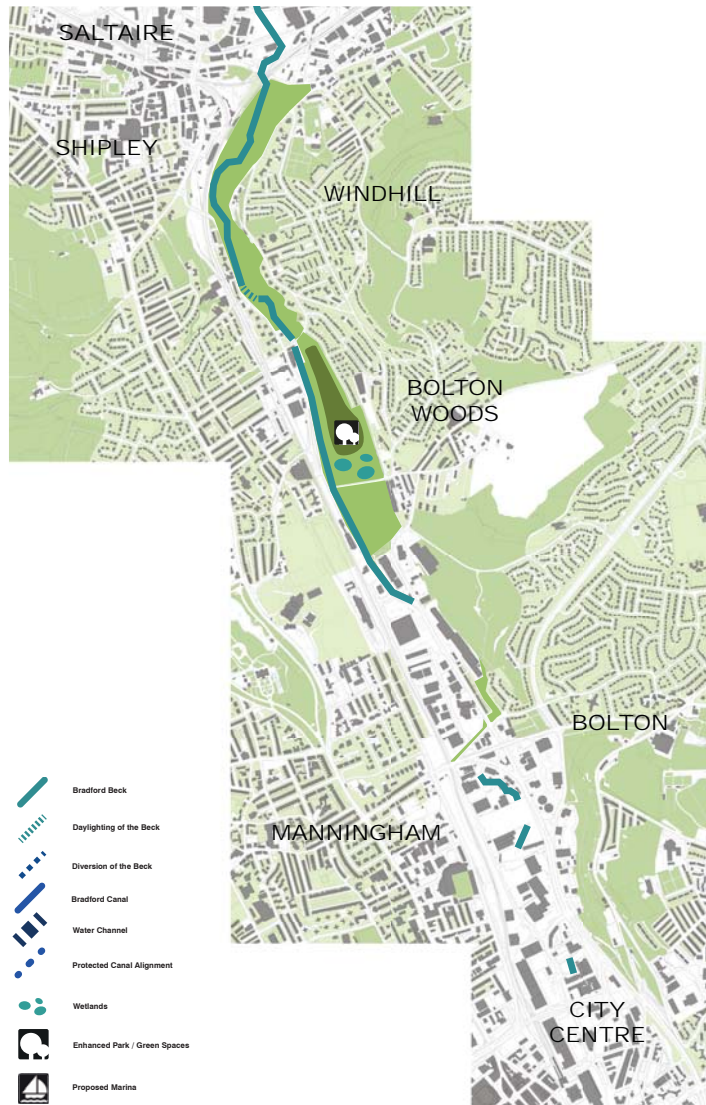 SALTAIRE
SHIPLEY
WINDHILL
BOLTON
WOODS
BOLTON
MANNINGHAM
CITY
CENTRE
Bradford Beck
Daylighting of the Beck
Diversion of the Beck
Bradford Canal
Water Channel
Protected Canal Alignment
Wetlands
Enhanced Park / Green Spaces
Proposed Marina